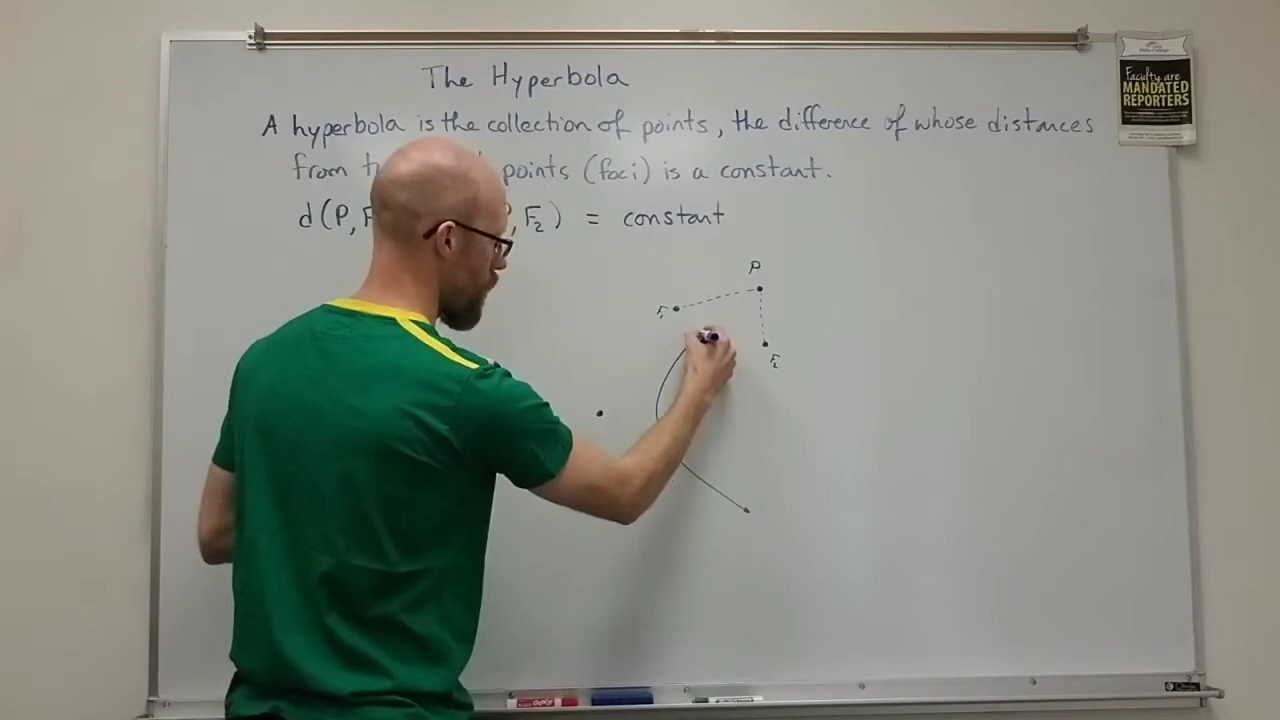 The Hyperbola
A hyperbola is the collection of points, the difference of whose distances
from points (foci) is a constant.
d(P,F ,F₂) = constant
P
F₁
F₂
Faculty are
MANDATED
REPORTERS
EXPO